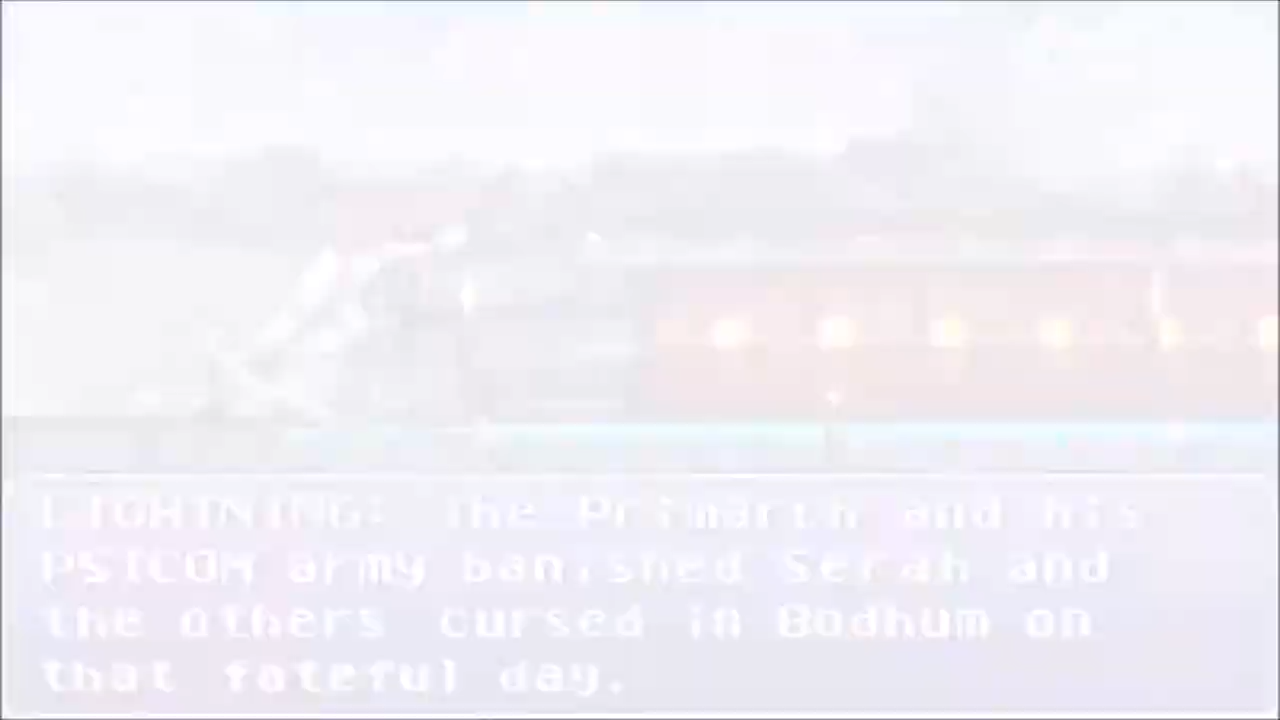 LIGHTNING: The Primarch and his
PSICOM army banished Serah and
the others cursed in Bodhum on
that fateful day.